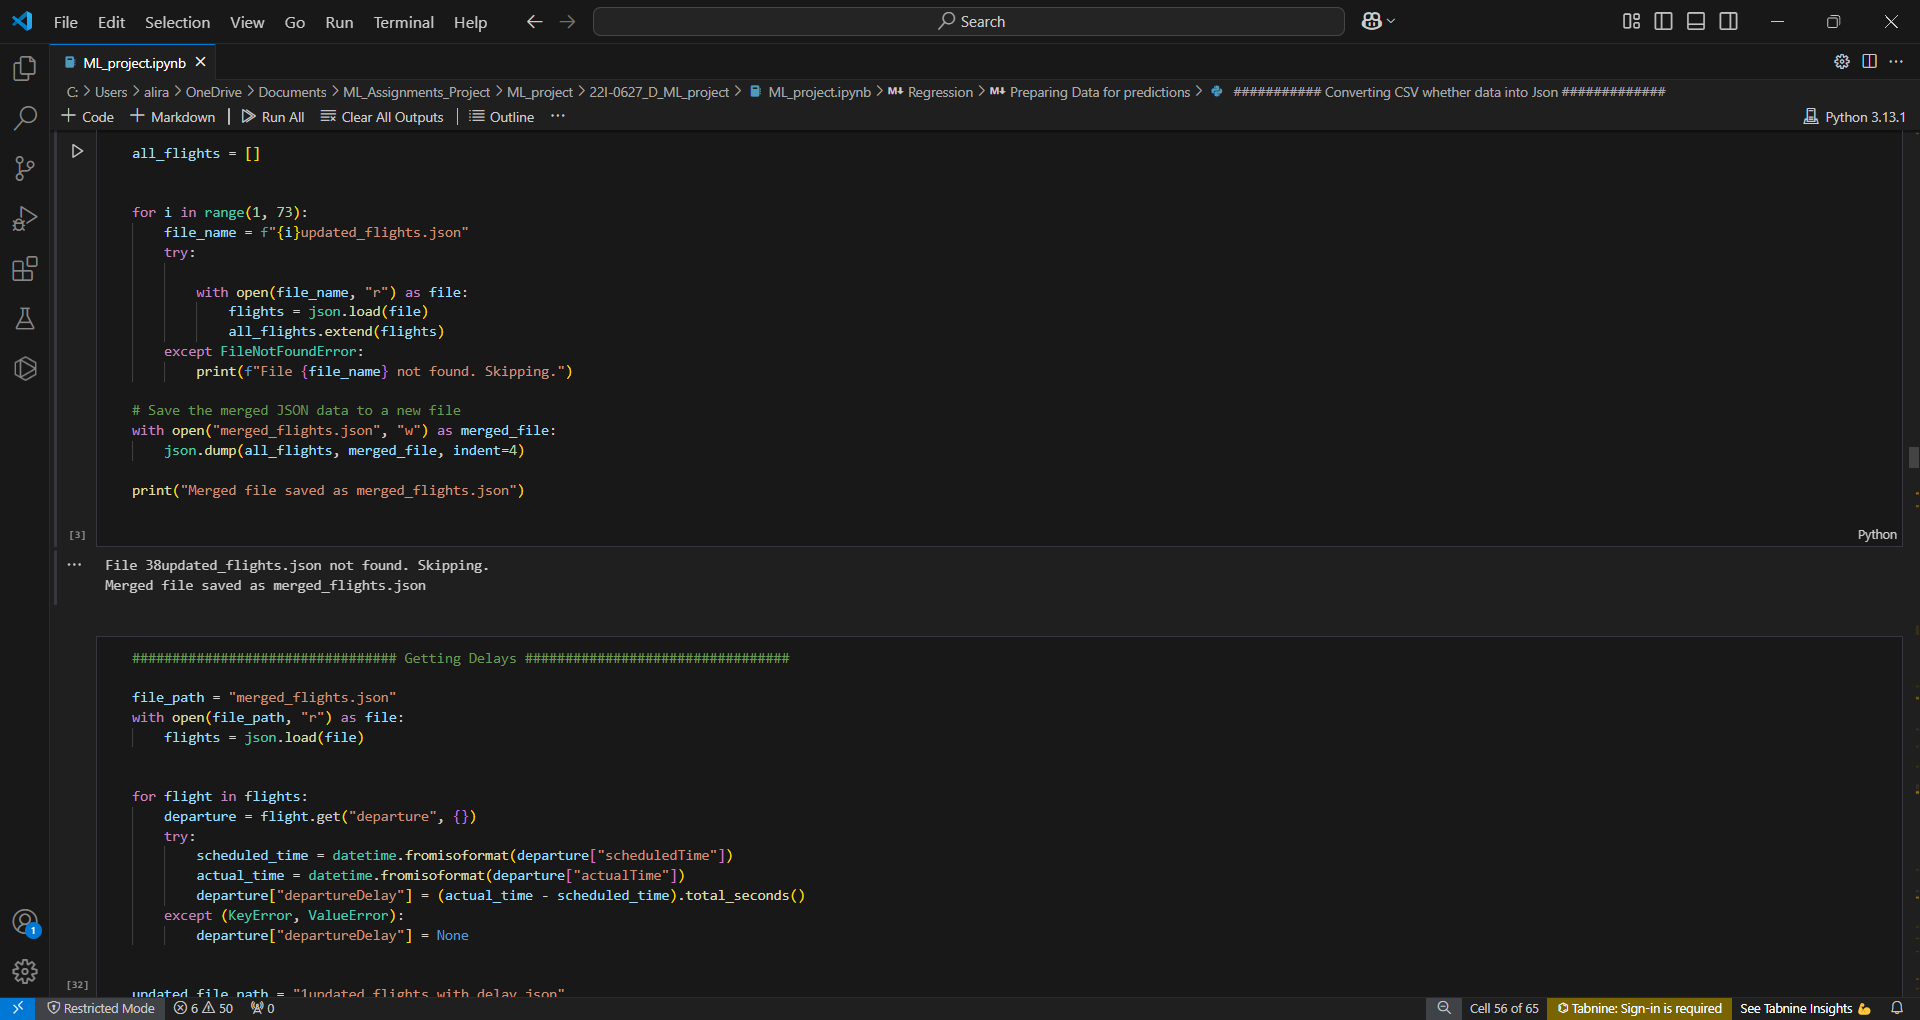 File Edit Selection View Go Run Terminal Help Search
ML_project.ipynb
C: > Users > alira > OneDrive > Documents > ML_Assignments_Project > ML_project > 22I-0627_D_ML_project > ML_project.ipynb > M↓ Regression > M↓ Preparing Data for predictions > ########### Converting CSV whether data into Json #############
+ Code + Markdown | Run All Clear All Outputs | Outline ··· Python 3.13.1
all_flights = []
for i in range(1, 73):
file_name = f"{i}updated_flights.json"
try:
with open(file_name, "r") as file:
flights = json.load(file)
all_flights.extend(flights)
except FileNotFoundError:
print(f"File {file_name} not found. Skipping.")
# Save the merged JSON data to a new file
with open("merged_flights.json", "w") as merged_file:
json.dump(all_flights, merged_file, indent=4)
print("Merged file saved as merged_flights.json")
[3] Python
··· File 38updated_flights.json not found. Skipping.
Merged file saved as merged_flights.json
################################# Getting Delays #################################
file_path = "merged_flights.json"
with open(file_path, "r") as file:
flights = json.load(file)
for flight in flights:
departure = flight.get("departure", {})
try:
scheduled_time = datetime.fromisoformat(departure["scheduledTime"])
actual_time = datetime.fromisoformat(departure["actualTime"])
departure["departureDelay"] = (actual_time - scheduled_time).total_seconds()
except (KeyError, ValueError):
departure["departureDelay"] = None
[32]
updated_file_path = "1updated_flights_with_delay.json"
1
Restricted Mode 6 50 0 Cell 56 of 65 Tabnine: Sign-in is required See Tabnine Insights 💪